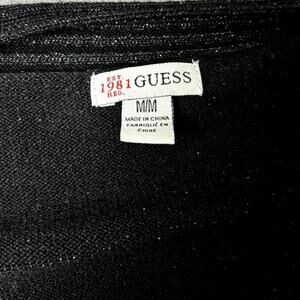 EST.
1981 GUESS
REG.
M/M
MADE IN CHINA
FABRIQUÉ EN
CHINE